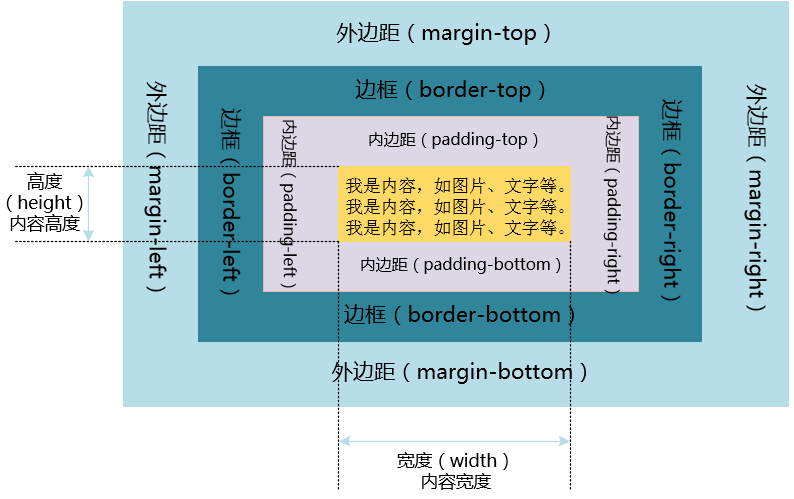 外边距（margin-top）
边框（border-top）
内边距（padding-top）
外边距（margin-left）
边框（border-left）
内边距（padding-left）
我是内容，如图片、文字等。
我是内容，如图片、文字等。
我是内容，如图片、文字等。
内边距（padding-right）
边框（border-right）
外边距（margin-right）
高度
（height）
内容高度
内边距（padding-bottom）
边框（border-bottom）
外边距（margin-bottom）
宽度（width）
内容宽度